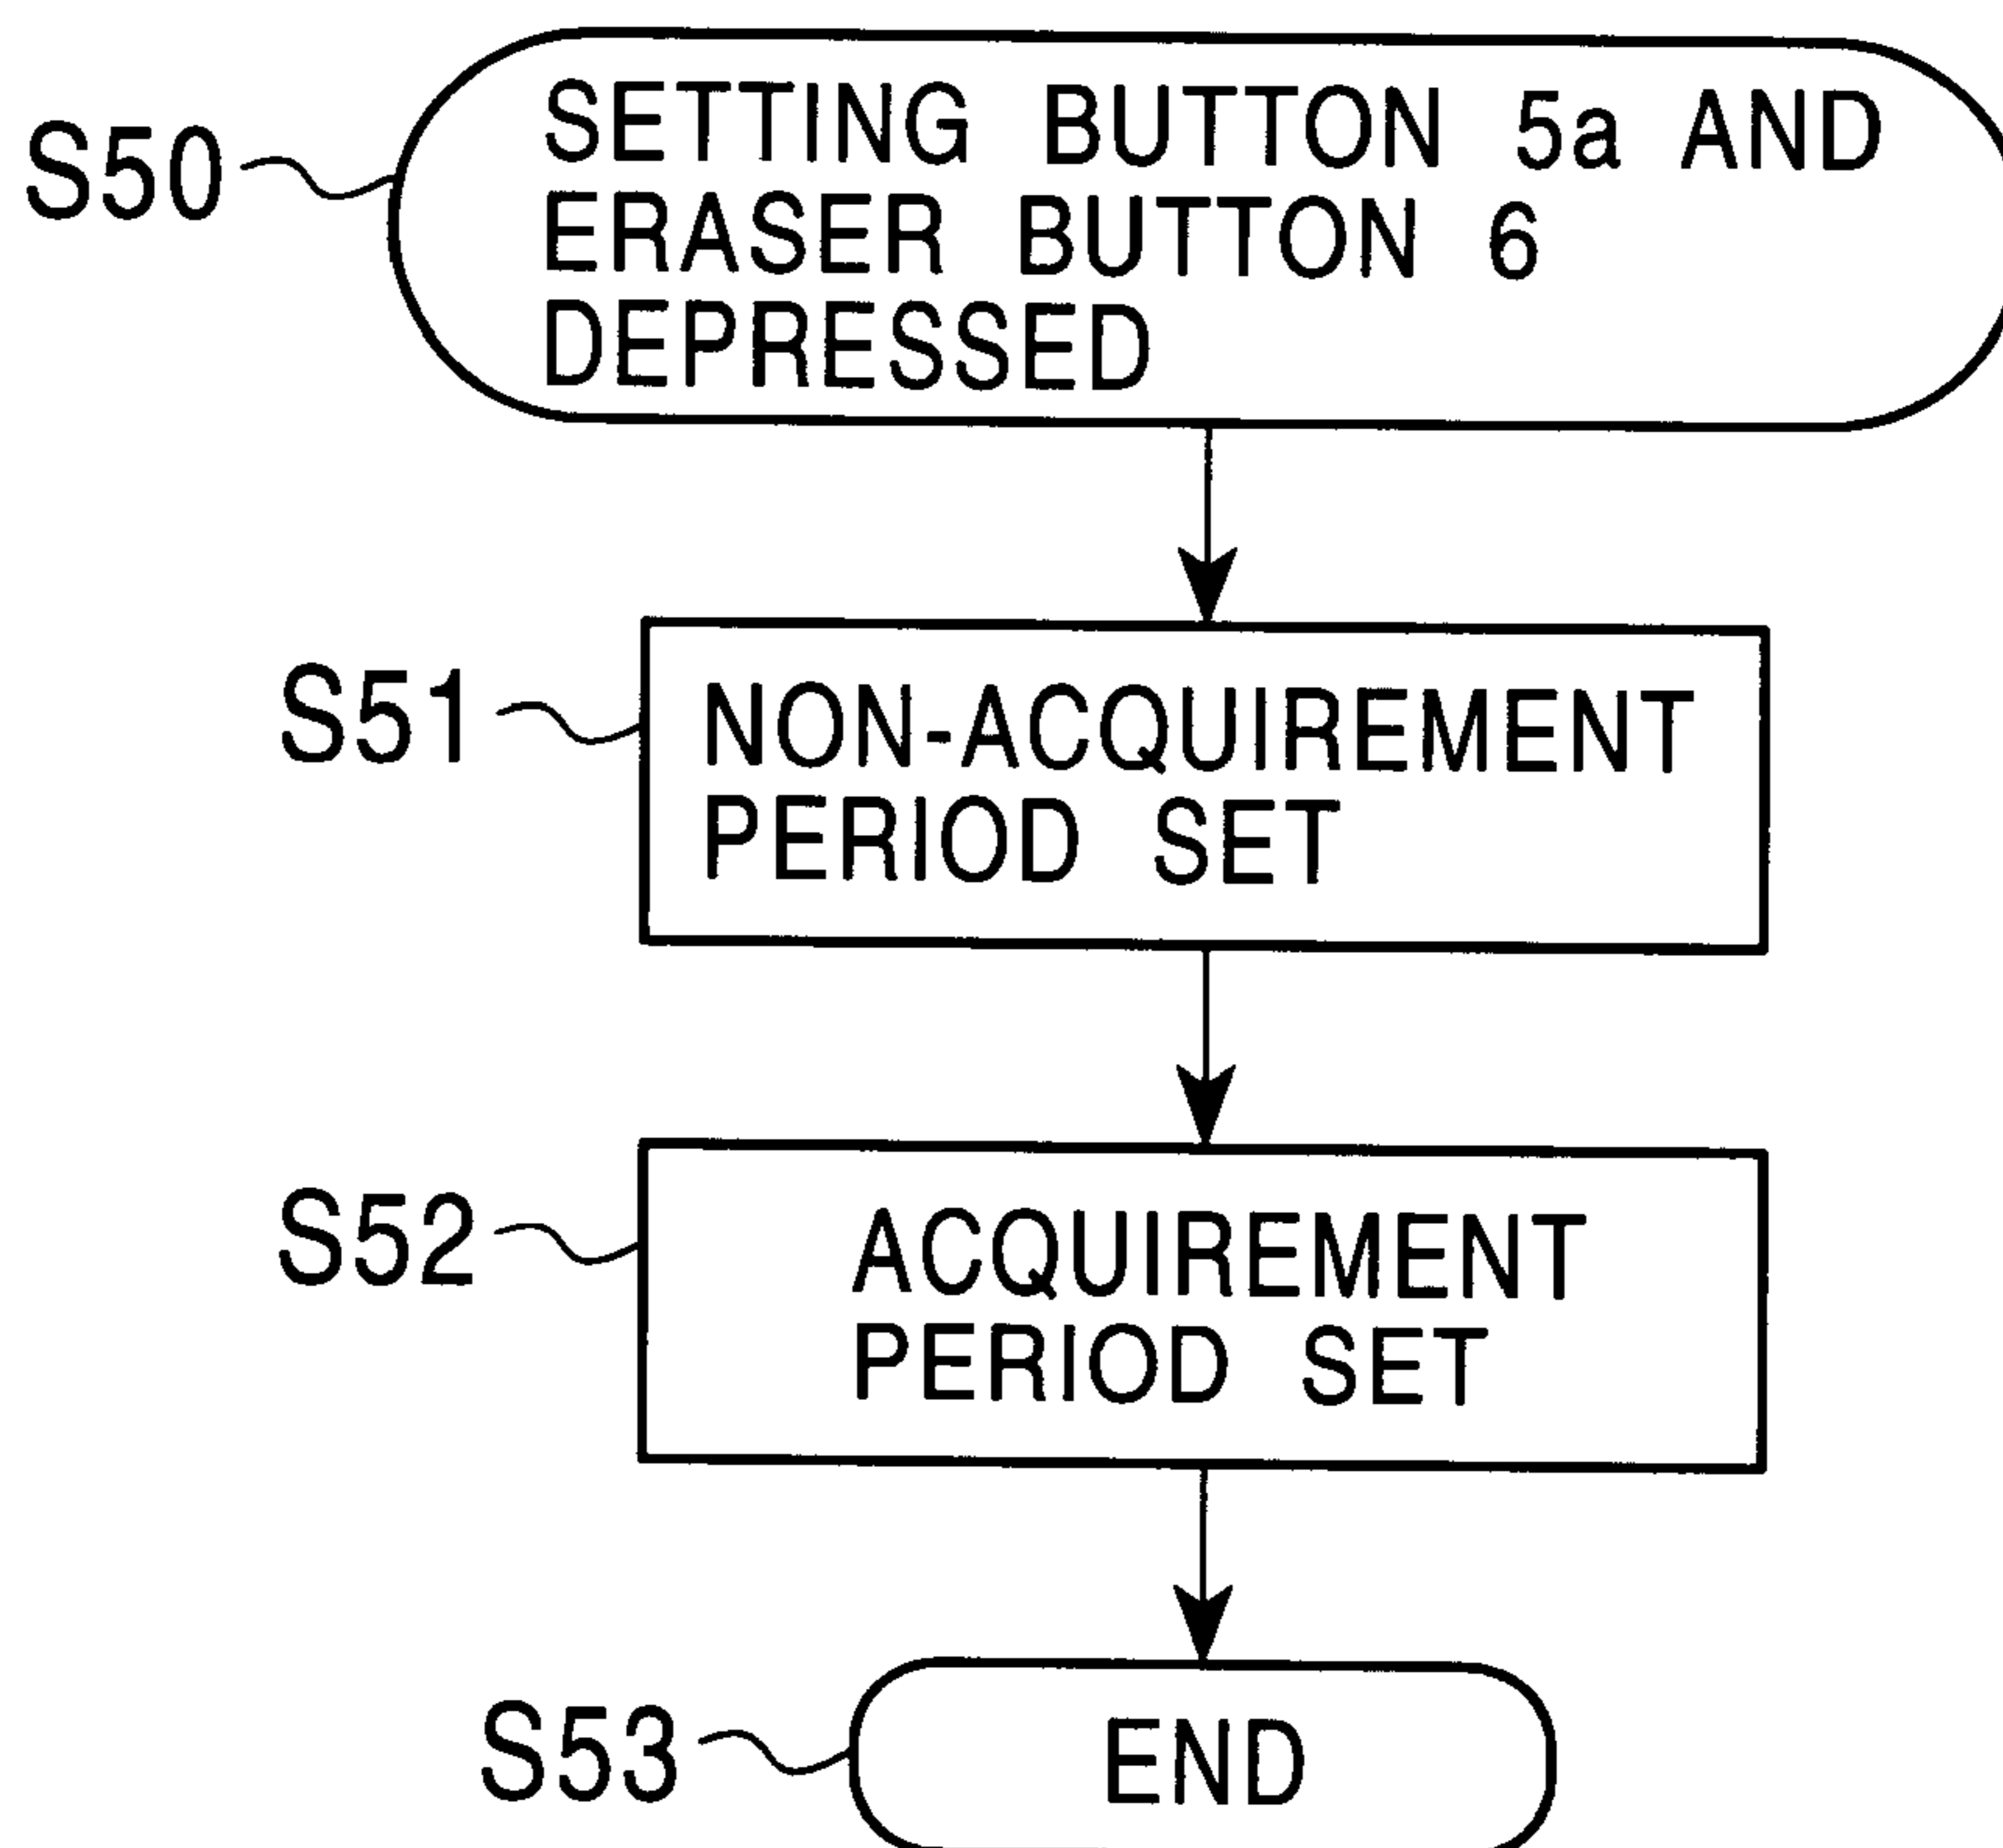 S50
SETTING BUTTON 5a AND
ERASER BUTTON 6
DEPRESSED
S51
NON-ACQUIREMENT
PERIOD SET
S52
ACQUIREMENT
PERIOD SET
S53
END